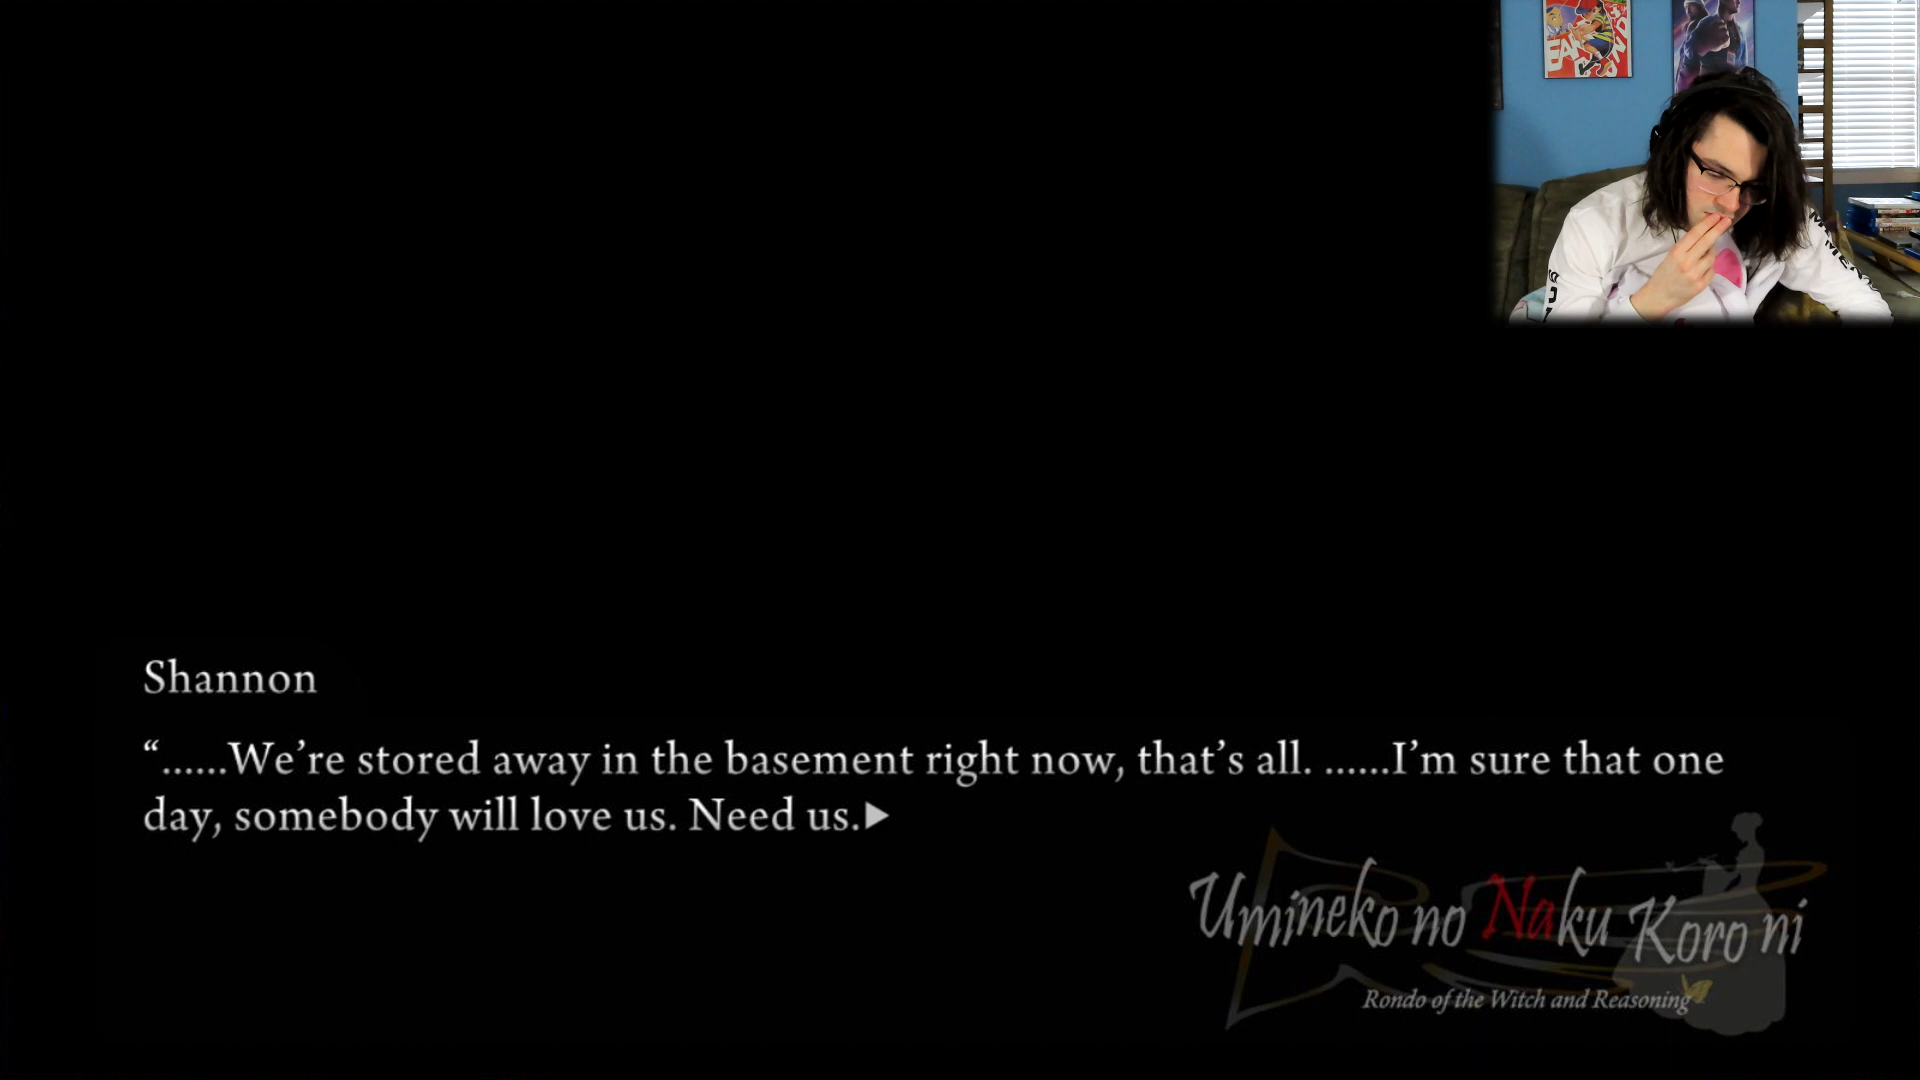 Shannon
“......We’re stored away in the basement right now, that’s all. ......I’m sure that one
day, somebody will love us. Need us.
Umineko no Naku Koro ni
Rondo of the Witch and Reasoning